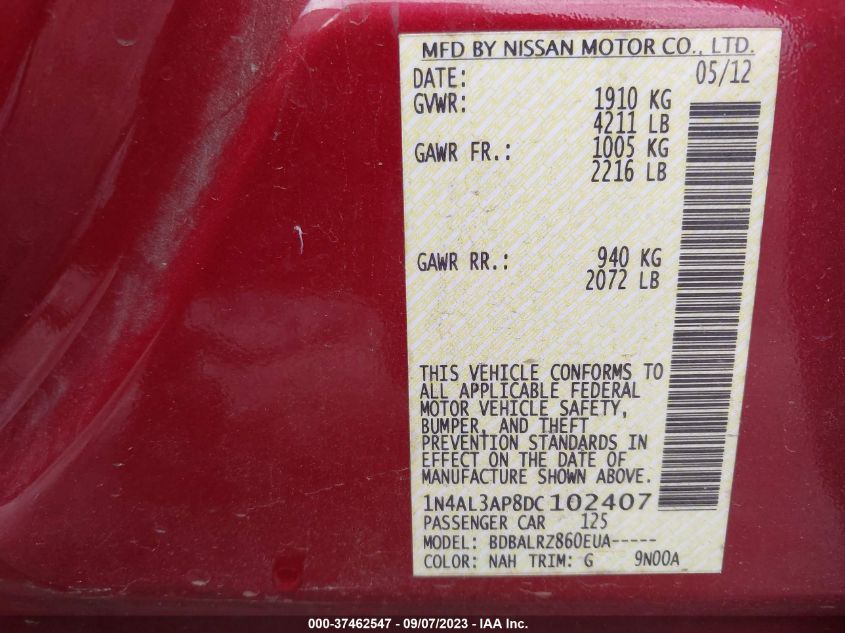 MFD BY NISSAN MOTOR CO., LTD.
DATE: 05/12
GVWR: 1910 KG
4211 LB
GAWR FR.: 1005 KG
2216 LB
GAWR RR.: 940 KG
2072 LB
THIS VEHICLE CONFORMS TO
ALL APPLICABLE FEDERAL
MOTOR VEHICLE SAFETY,
BUMPER, AND THEFT
PREVENTION STANDARDS IN
EFFECT ON THE DATE OF
MANUFACTURE SHOWN ABOVE.
1N4AL3AP8DC102407
PASSENGER CAR 125
MODEL: BDBALRZ860EUA-----
COLOR: NAH TRIM: G 9N00A
000-37462547 - 09/07/2023 - IAA Inc.